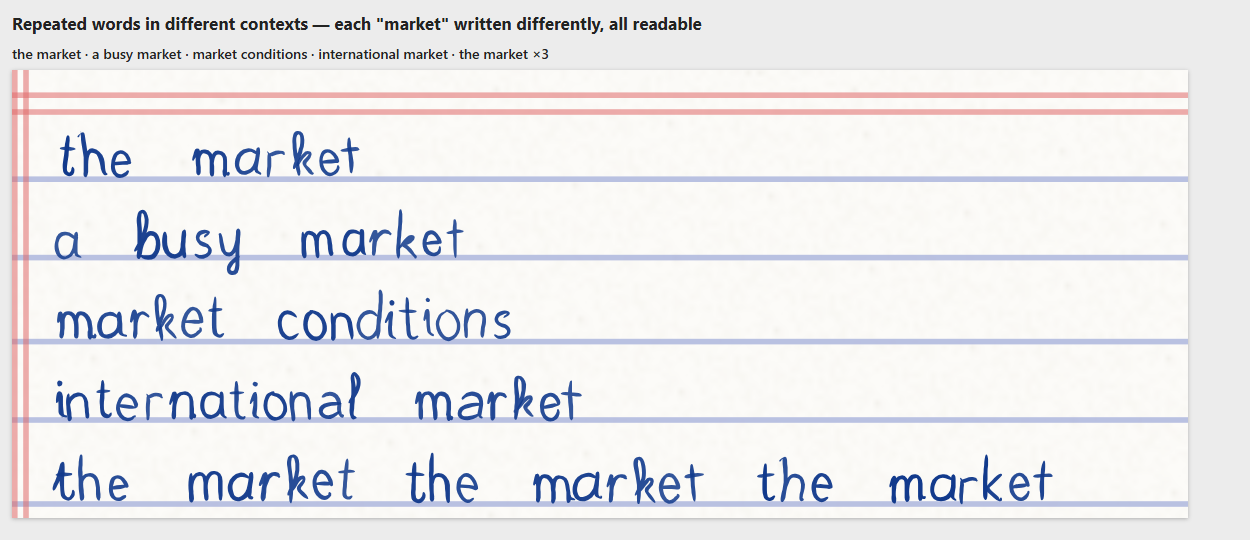 Repeated words in different contexts — each "market" written differently, all readable
the market · a busy market · market conditions · international market · the market ×3
the market
a busy market
market conditions
international market
the market the market the market